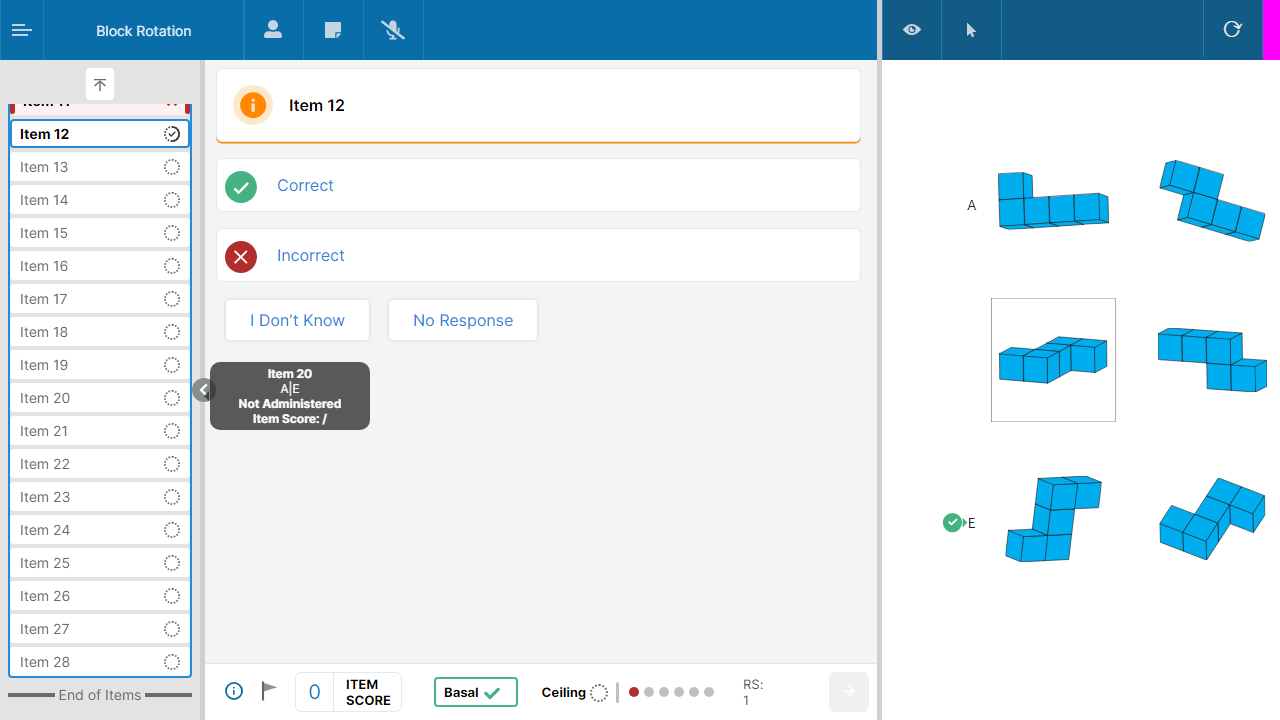 Block Rotation
Item 12
Item 13
Item 14
Item 15
Item 16
Item 17
Item 18
Item 19
Item 20
Item 21
Item 22
Item 23
Item 24
Item 25
Item 26
Item 27
Item 28
End of Items
Item 12
Correct
Incorrect
I Don't Know
No Response
Item 20
A|E
Not Administered
Item Score: /
0
ITEM
SCORE
Basal
Ceiling
RS:
1
A
E